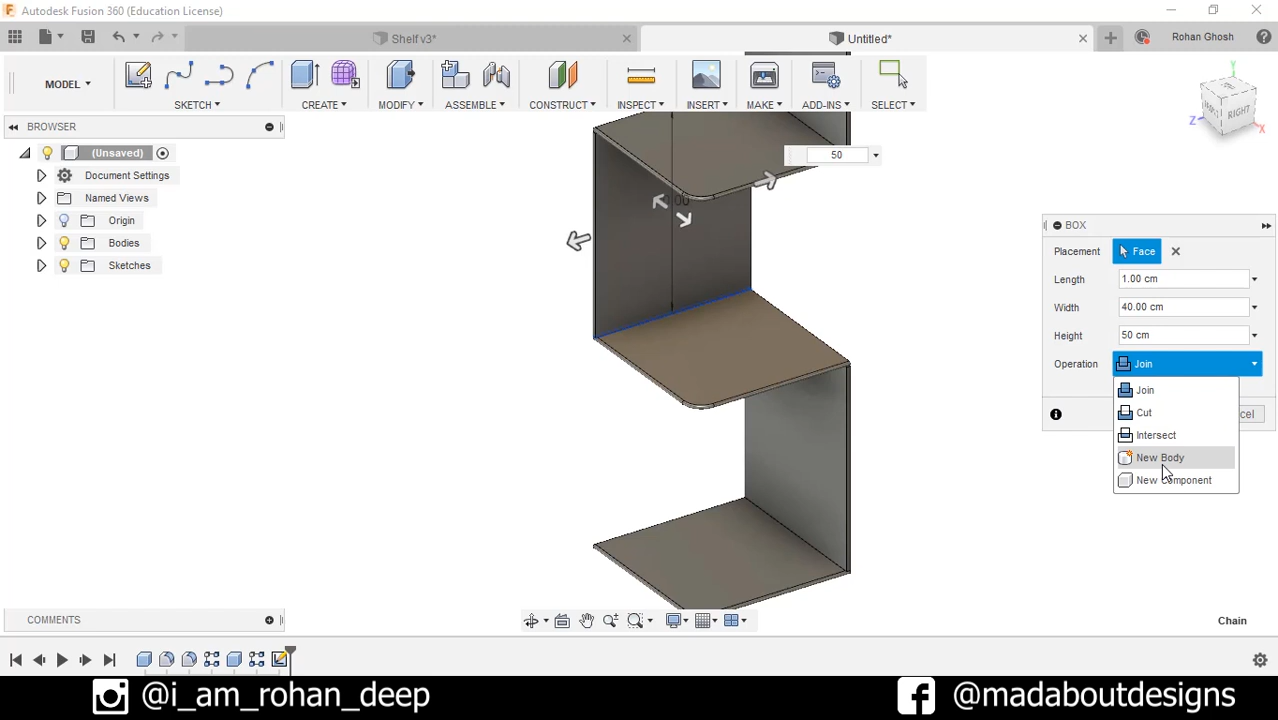 Autodesk Fusion 360 (Education License)
Shelf v3*
Untitled*
Rohan Ghosh
MODEL
SKETCH
CREATE
MODIFY
ASSEMBLE
CONSTRUCT
INSPECT
INSERT
MAKE
ADD-INS
SELECT
BROWSER
(Unsaved)
Document Settings
Named Views
Origin
Bodies
Sketches
50
TOP
RIGHT
Y
Z
X
BOX
Placement Face
Length 1.00 cm
Width 40.00 cm
Height 50 cm
Operation Join
Join
Cut
Intersect
New Body
New Component
COMMENTS
Chain
@i_am_rohan_deep
@madaboutdesigns